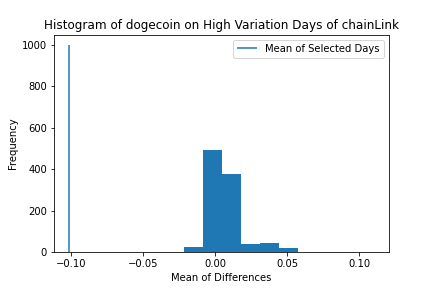 Histogram of dogecoin on High Variation Days of chainLink
Mean of Selected Days
Frequency
1000
800
600
400
200
0
−0.10 −0.05 0.00 0.05 0.10
Mean of Differences